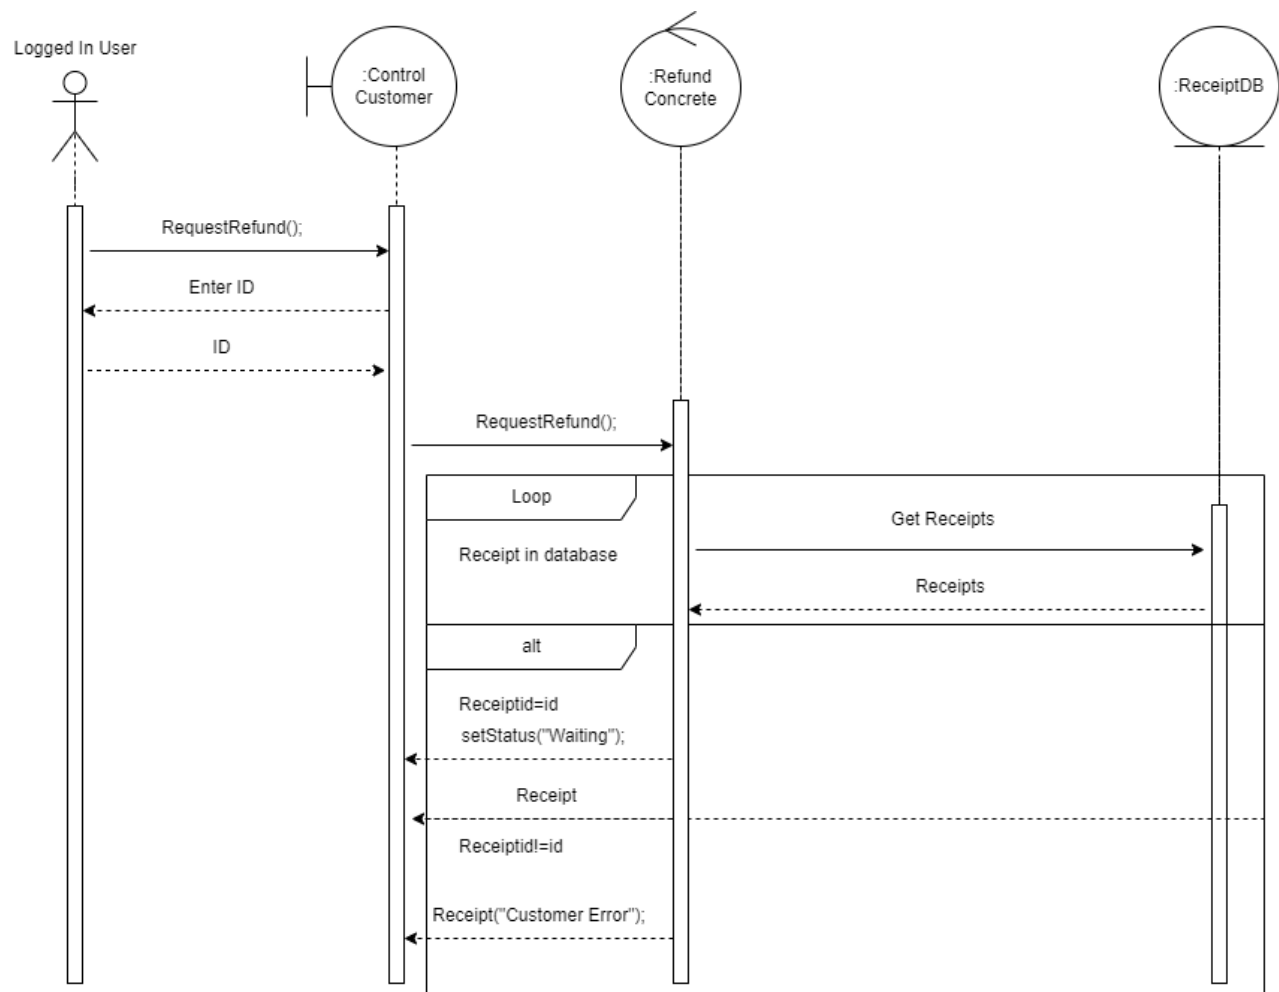 Logged In User
:Control
Customer
:Refund
Concrete
:ReceiptDB
RequestRefund();
Enter ID
ID
RequestRefund();
Loop
Get Receipts
Receipt in database
Receipts
alt
Receiptid=id
setStatus("Waiting");
Receipt
Receiptid!=id
Receipt("Customer Error");